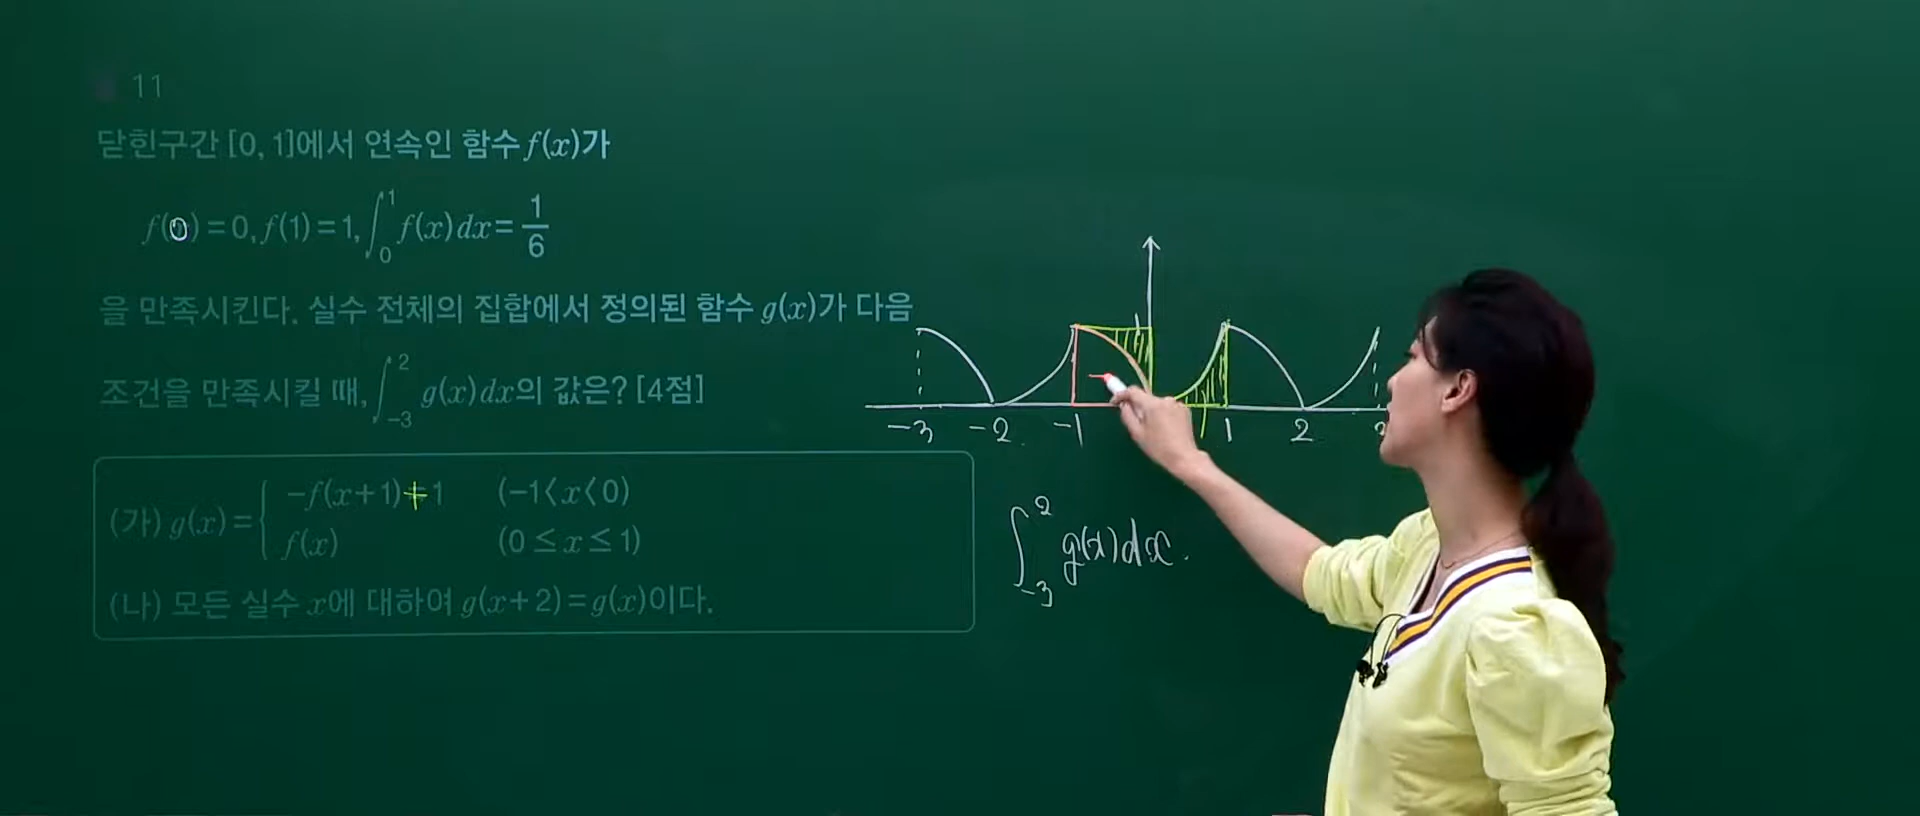 11
닫힌구간 [0, 1]에서 연속인 함수 f(x)가
f(0) = 0, f(1) = 1, ∫₀¹ f(x) dx = 1/6
을 만족시킨다. 실수 전체의 집합에서 정의된 함수 g(x)가 다음
조건을 만족시킬 때, ∫₋₃² g(x) dx의 값은? [4점]
(가) g(x) = { -f(x+1)+1 (-1<x<0)
f(x) (0≤x≤1)
(나) 모든 실수 x에 대하여 g(x+2) = g(x)이다.
-3 -2 -1 1 2
∫₋₃² g(x)dx.